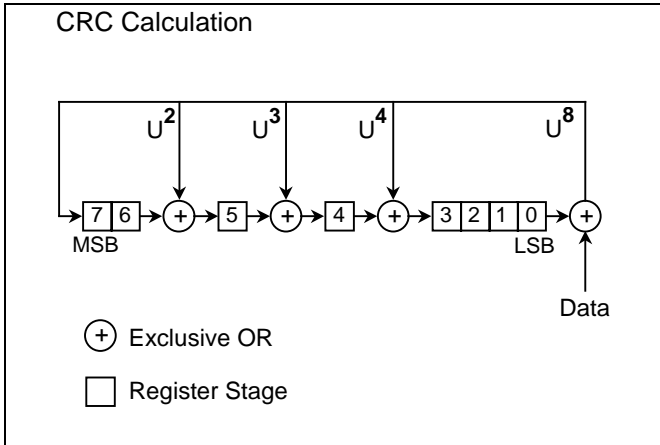 CRC Calculation
U2 U3 U4 U8
7 6 + 5 + 4 + 3 2 1 0 +
MSB LSB
Data
+ Exclusive OR
Register Stage